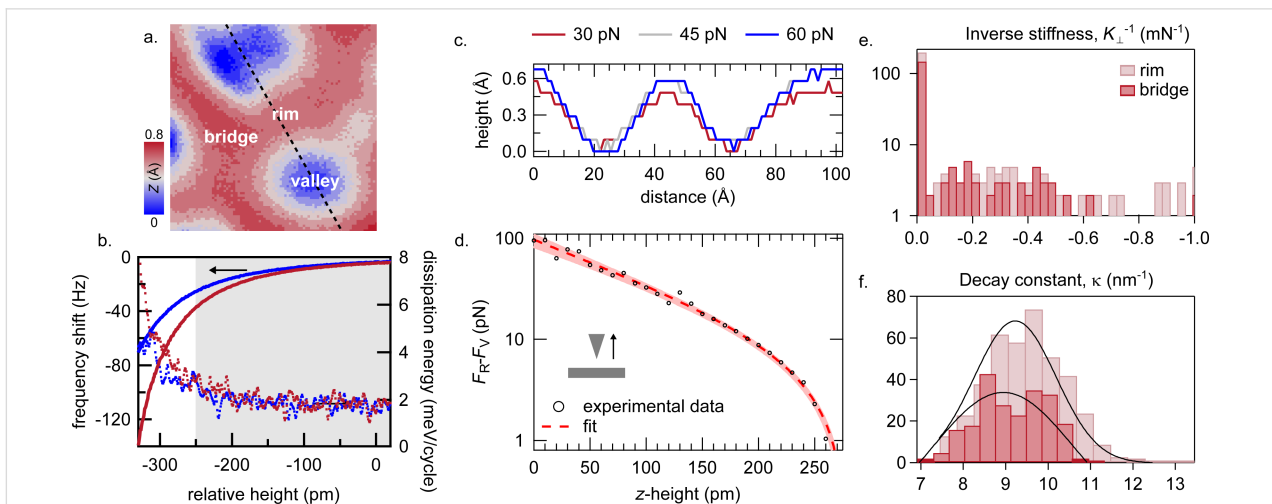 a.
bridge
rim
valley
0.8
Z (Å)
0
b.
frequency shift (Hz)
0
-40
-80
-120
8
6
4
2
0
dissipation energy (meV/cycle)
-300
-200
-100
0
relative height (pm)
c.
30 pN
45 pN
60 pN
height (Å)
0.6
0.3
0.0
0
20
40
60
80
100
distance (Å)
d.
F_R-F_V (pN)
100
10
1
experimental data
fit
0
50
100
150
200
250
z-height (pm)
e.
Inverse stiffness, K⊥⁻¹ (mN⁻¹)
100
10
1
rim
bridge
0.0
-0.2
-0.4
-0.6
-0.8
-1.0
f.
Decay constant, κ (nm⁻¹)
80
60
40
20
0
7
8
9
10
11
12
13